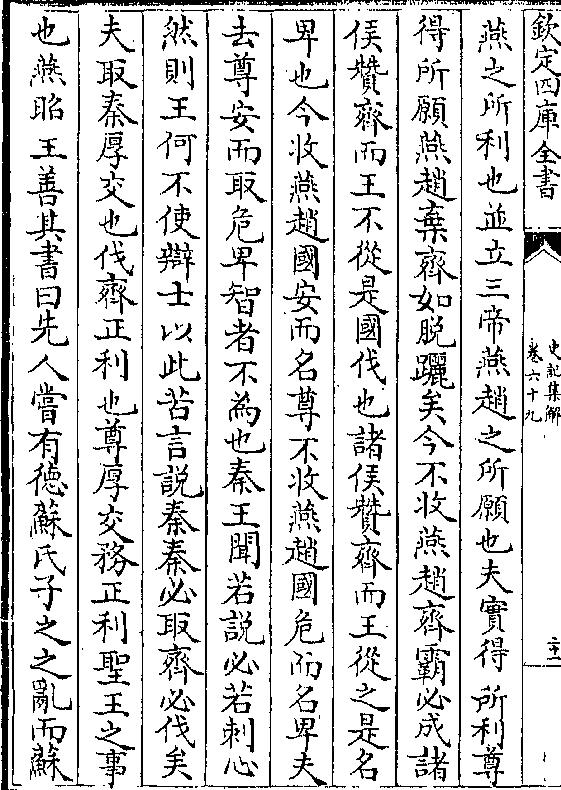 欽定四庫全書
史記集解
卷六十九
二十一
燕之所利也並立三帝燕趙之所願也夫實得所利尊
得所願燕趙棄齊如脱躧矣今不收燕趙齊霸必成諸
侯贊齊而王不從是國伐也諸侯贊齊而王從之是名
卑也今收燕趙國安而名尊不收燕趙國危而名卑夫
去尊安而取危卑智者不為也秦王聞若説必若刺心
然則王何不使辯士以此苦言説秦秦必取齊必伐矣
夫取秦厚交也伐齊正利也尊厚交務正利聖王之事
也燕昭王善其書曰先人嘗有徳蘇氏子之之亂而蘇